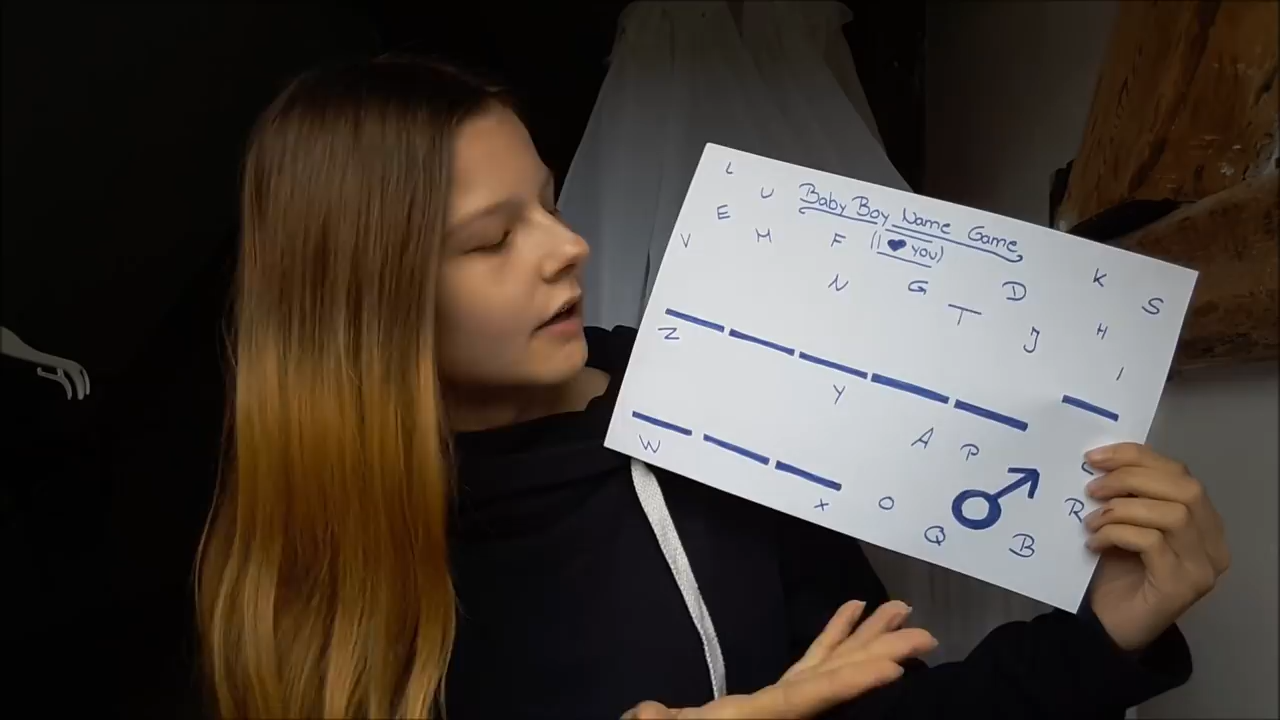 Baby Boy Name Game
(I ♥ YOU)
L U K S
E V M F
N G T D J H I
Z Y A P
W X O Q B R